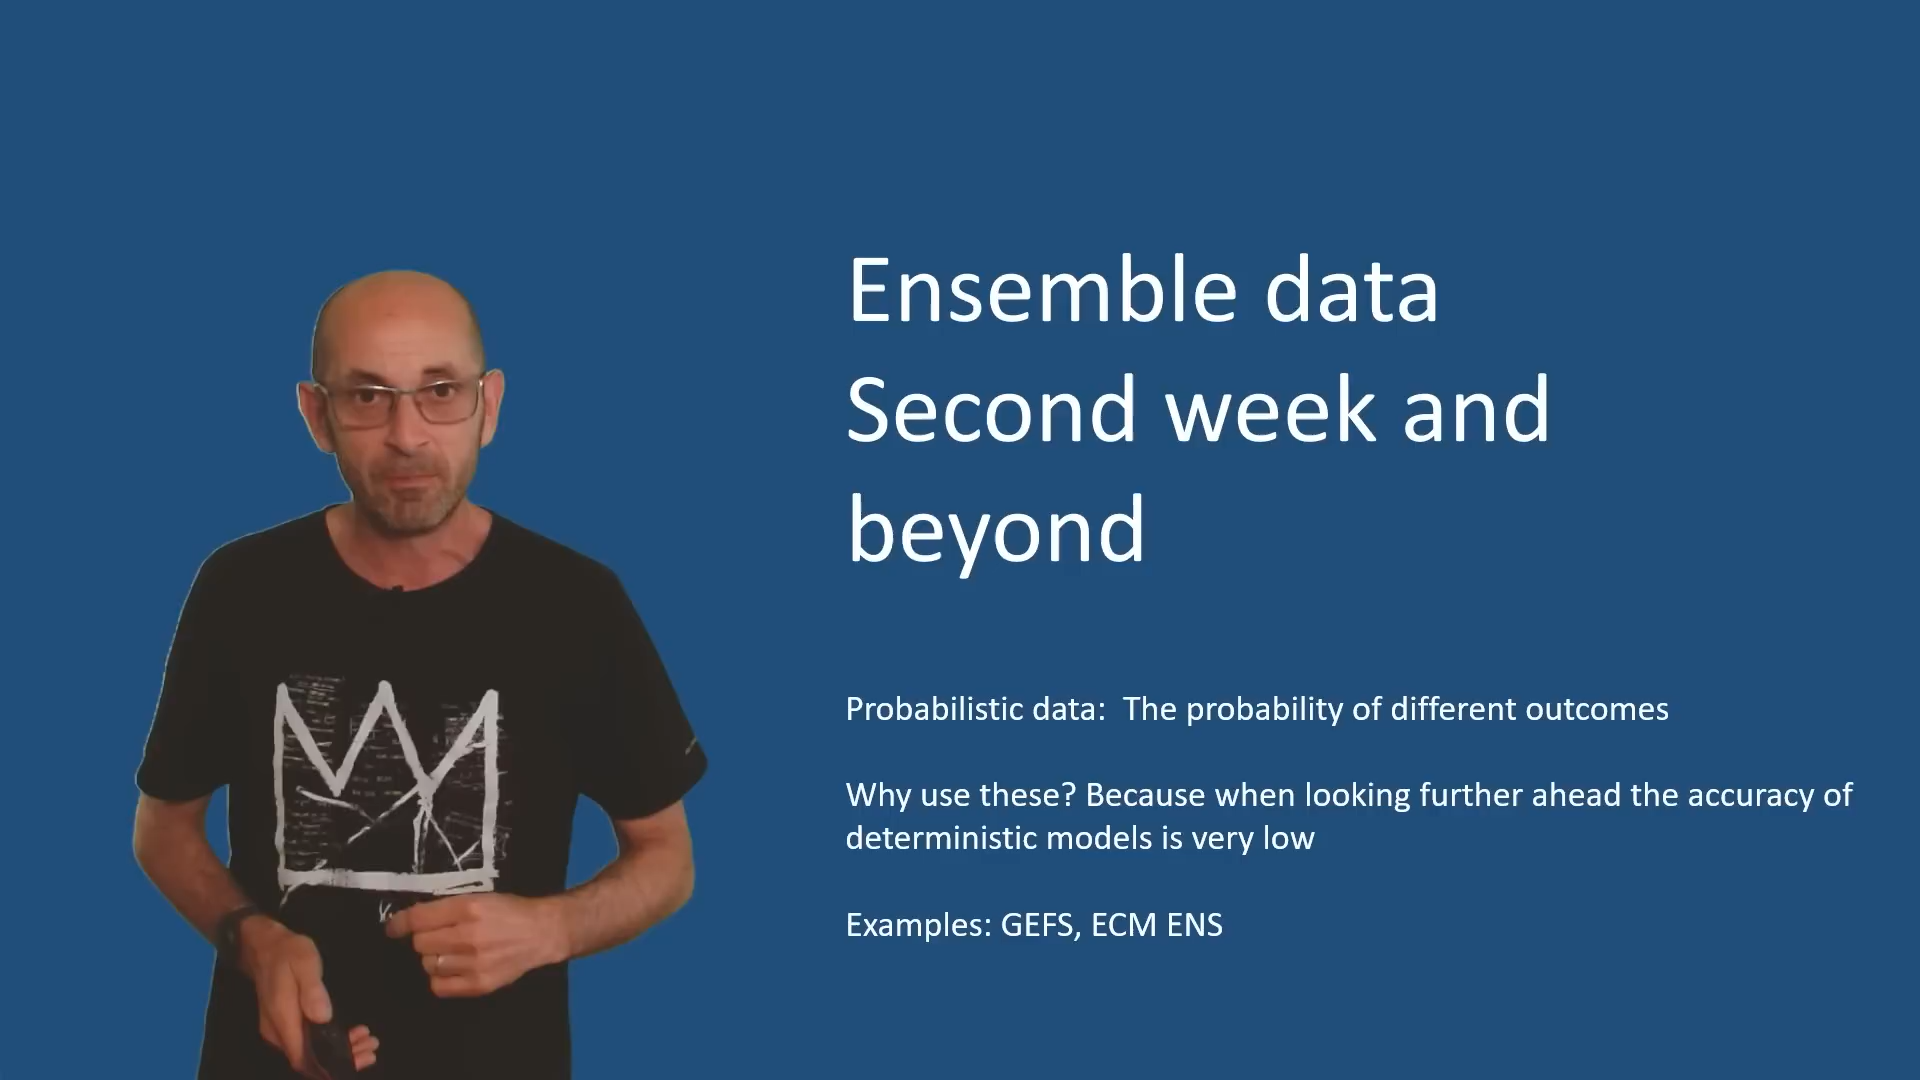 Ensemble data
Second week and
beyond
Probabilistic data:  The probability of different outcomes
Why use these? Because when looking further ahead the accuracy of
deterministic models is very low
Examples: GEFS, ECM ENS